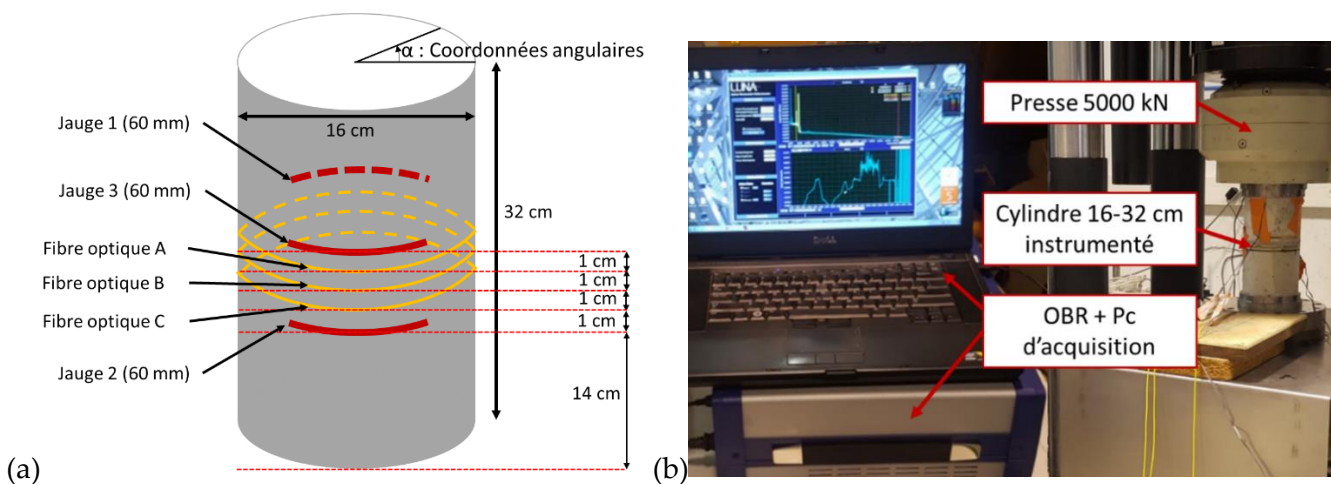 α : Coordonnées angulaires
16 cm
Jauge 1 (60 mm)
Jauge 3 (60 mm)
32 cm
Fibre optique A
1 cm
Fibre optique B
1 cm
1 cm
Fibre optique C
1 cm
Jauge 2 (60 mm)
14 cm
(a)
LUNA
DELL
Presse 5000 kN
Cylindre 16-32 cm
instrumenté
OBR + Pc
d’acquisition
(b)